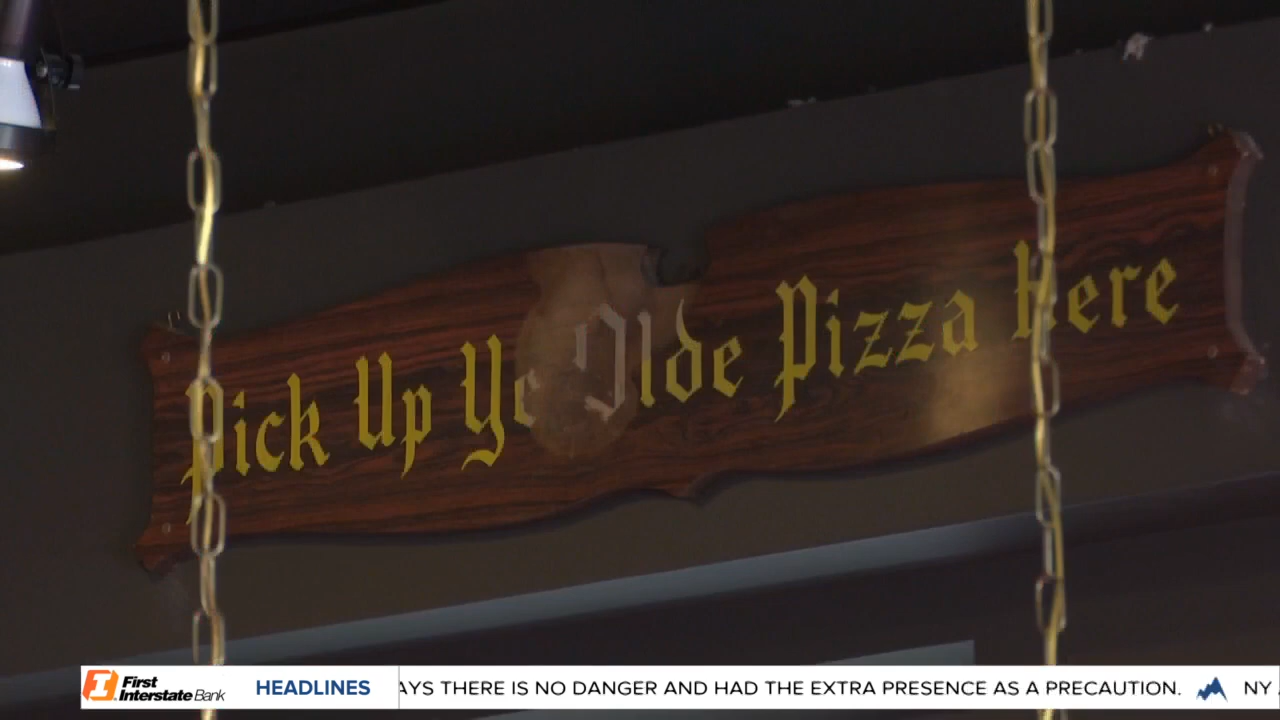 Pick Up Ye Olde Pizza Here
First Interstate Bank
HEADLINES
AYS THERE IS NO DANGER AND HAD THE EXTRA PRESENCE AS A PRECAUTION.
NY